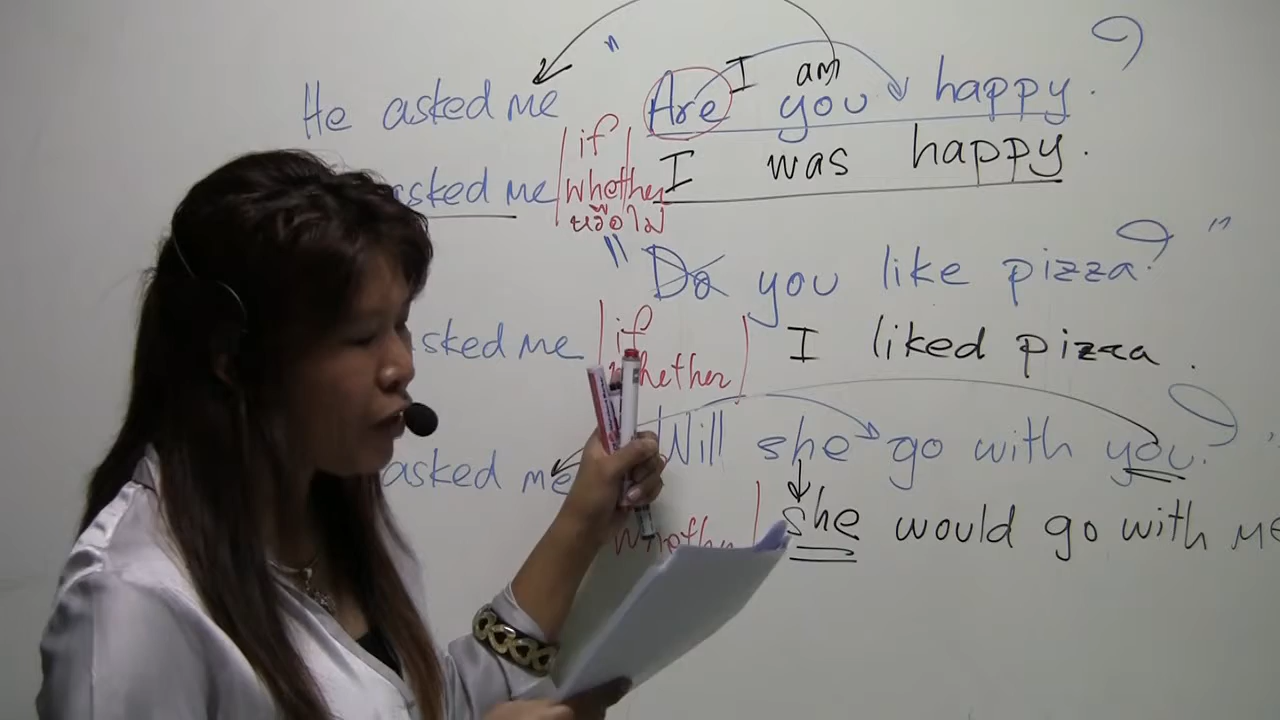 I am
He asked me " Are you happy. ?
if
asked me whether I was happy.
หรือไม่
" Do you like pizza? "
if
asked me whether I liked pizza.
asked me Will she go with you?
whether she would go with me